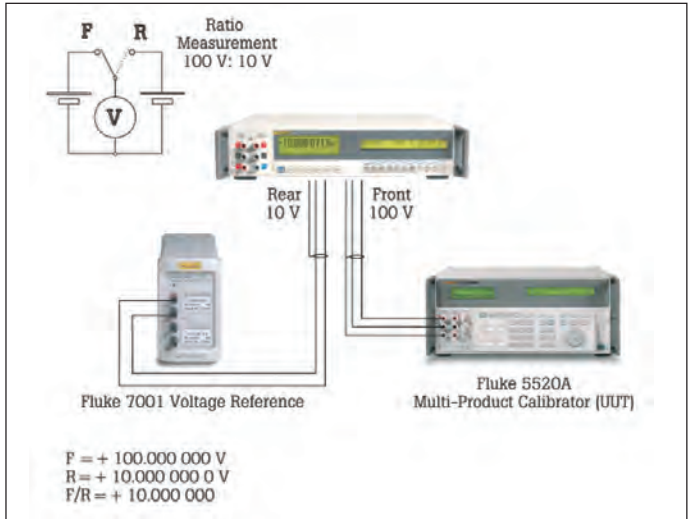 F R
Ratio
Measurement
100 V: 10 V
V
Rear
10 V
Front
100 V
Fluke 7001 Voltage Reference
Fluke 5520A
Multi-Product Calibrator (UUT)
F = + 100.000 000 V
R = + 10.000 000 0 V
F/R = + 10.000 000